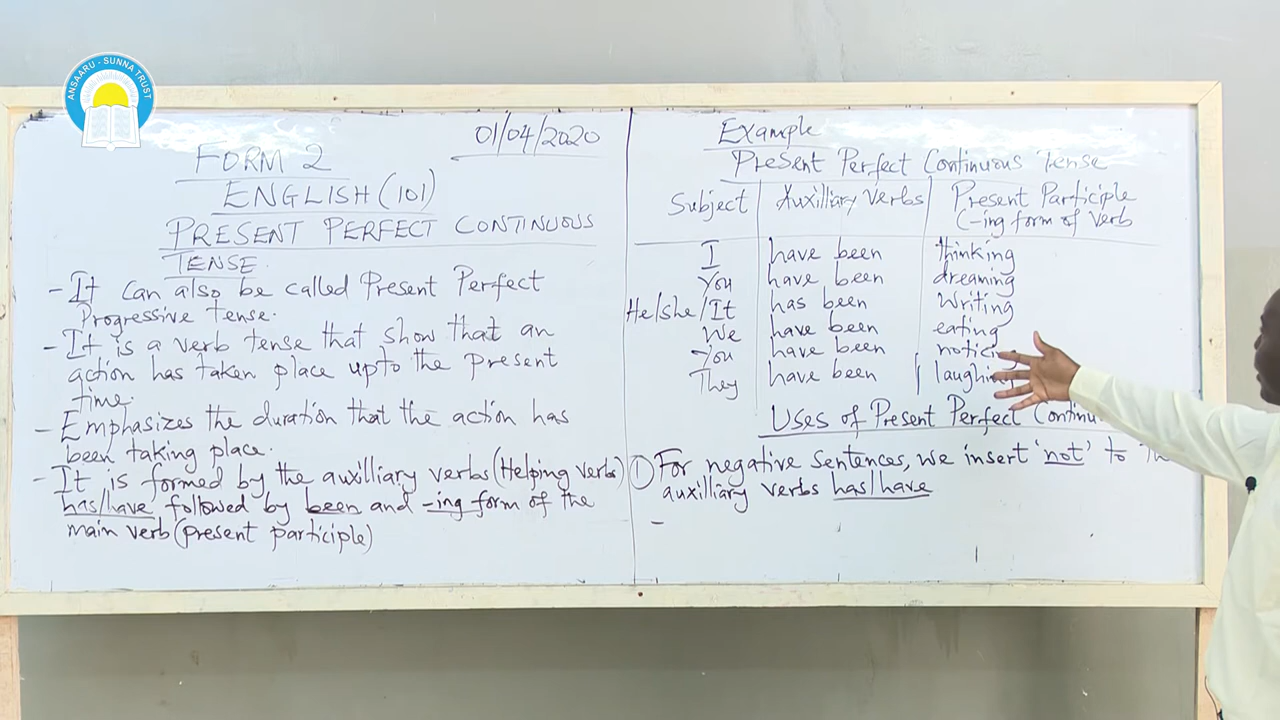 ANSAARU - SUNNA TRUST
01/04/2020
FORM 2
ENGLISH (101)
PRESENT PERFECT CONTINUOUS
TENSE.
- It can also be called Present Perfect
Progressive tense.
- It is a verb tense that show that an
action has taken place upto the present
time.
- Emphasizes the duration that the action has
been taking place.
- It is formed by the auxilliary verbs (Helping verbs)
has/have followed by been and -ing form of the
main verb (present participle)
Example
Present Perfect Continuous Tense
Subject Auxilliary Verbs Present Participle
(-ing form of Verb
I have been thinking
You have been dreaming
He/she/It has been Writing
We have been eating
You have been
They have been laughing
Uses of Present Perfect
① For negative sentences, we insert 'not' to
auxilliary verbs has/have
-